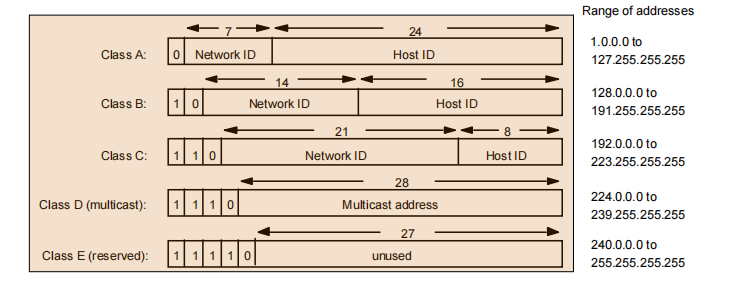 Range of addresses
7 24
Class A: 0 Network ID Host ID 1.0.0.0 to
127.255.255.255
14 16
Class B: 1 0 Network ID Host ID 128.0.0.0 to
191.255.255.255
21 8
Class C: 1 1 0 Network ID Host ID 192.0.0.0 to
223.255.255.255
28
Class D (multicast): 1 1 1 0 Multicast address 224.0.0.0 to
239.255.255.255
27
Class E (reserved): 1 1 1 1 0 unused 240.0.0.0 to
255.255.255.255